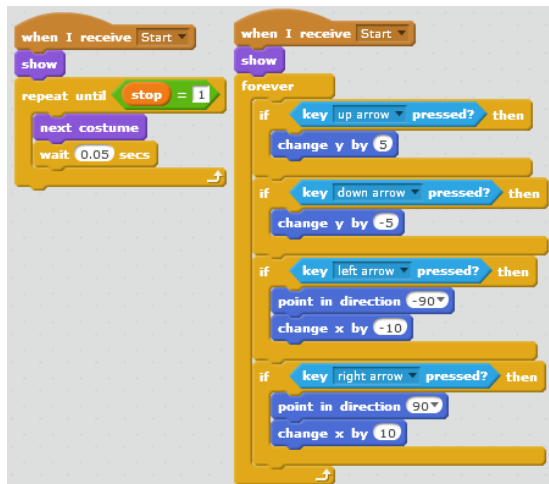 when I receive Start
show
repeat until stop = 1
next costume
wait 0.05 secs
when I receive Start
show
forever
if key up arrow pressed? then
change y by 5
if key down arrow pressed? then
change y by -5
if key left arrow pressed? then
point in direction -90
change x by -10
if key right arrow pressed? then
point in direction 90
change x by 10